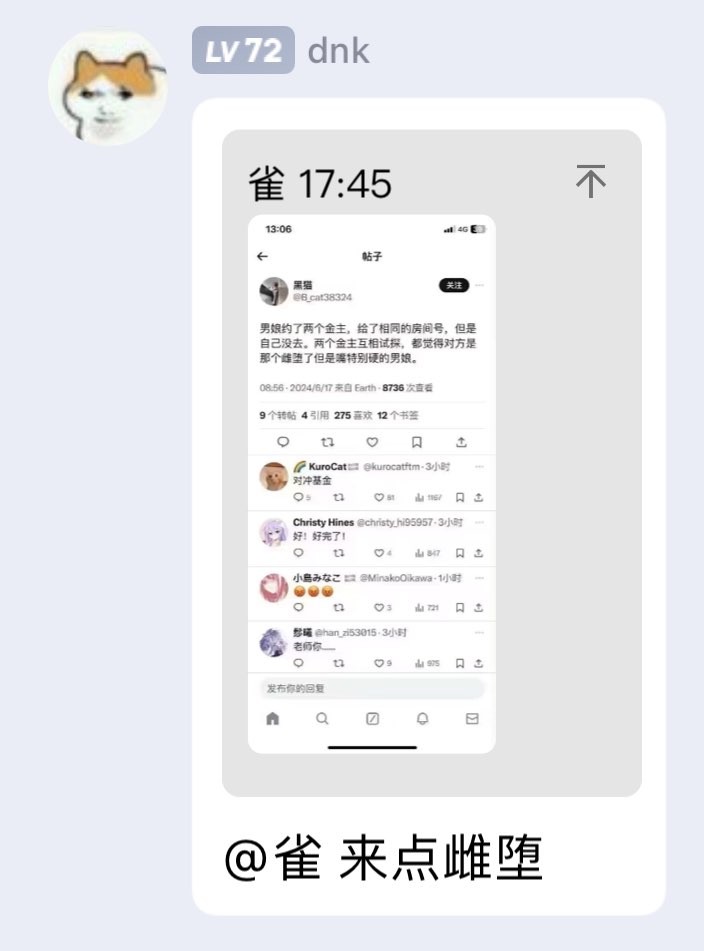 LV 72 dnk
雀 17:45
13:06 4G
帖子
黑猫
@B_cat38324
关注
男娘约了两个金主，给了相同的房间号，但是
自己没去。两个金主互相试探，都觉得对方是
那个雌堕了但是嘴特别硬的男娘。
08:56 · 2024/6/17 来自 Earth · 8736 次查看
9 个转帖 4 引用 275 喜欢 12 个书签
KuroCat @kurocatftm · 3小时
对冲基金
5 81 1167
Christy Hines @christy_hi95957 · 3小时
好！好完了！
4 847
小島みなこ @MinakoOikawa · 1小时
😡😡😡
3 721
@han_zi53015 · 3小时
老师你……
9 975
发布你的回复
@雀 来点雌堕